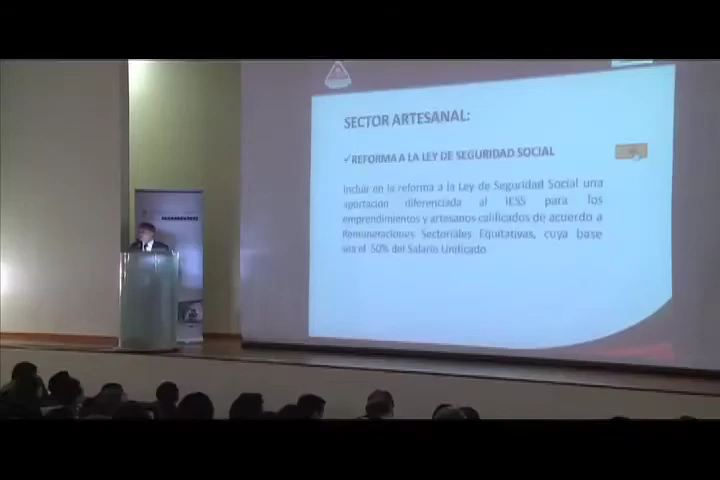 SECTOR ARTESANAL:
✓REFORMA A LA LEY DE SEGURIDAD SOCIAL
Incluir en la reforma a la Ley de Seguridad Social una
aportación diferenciada al IESS para los
emprendimientos y artesanos calificados de acuerdo a
Remuneraciones Sectoriales Equitativas, cuya base
sea el 50% del Salario Unificado